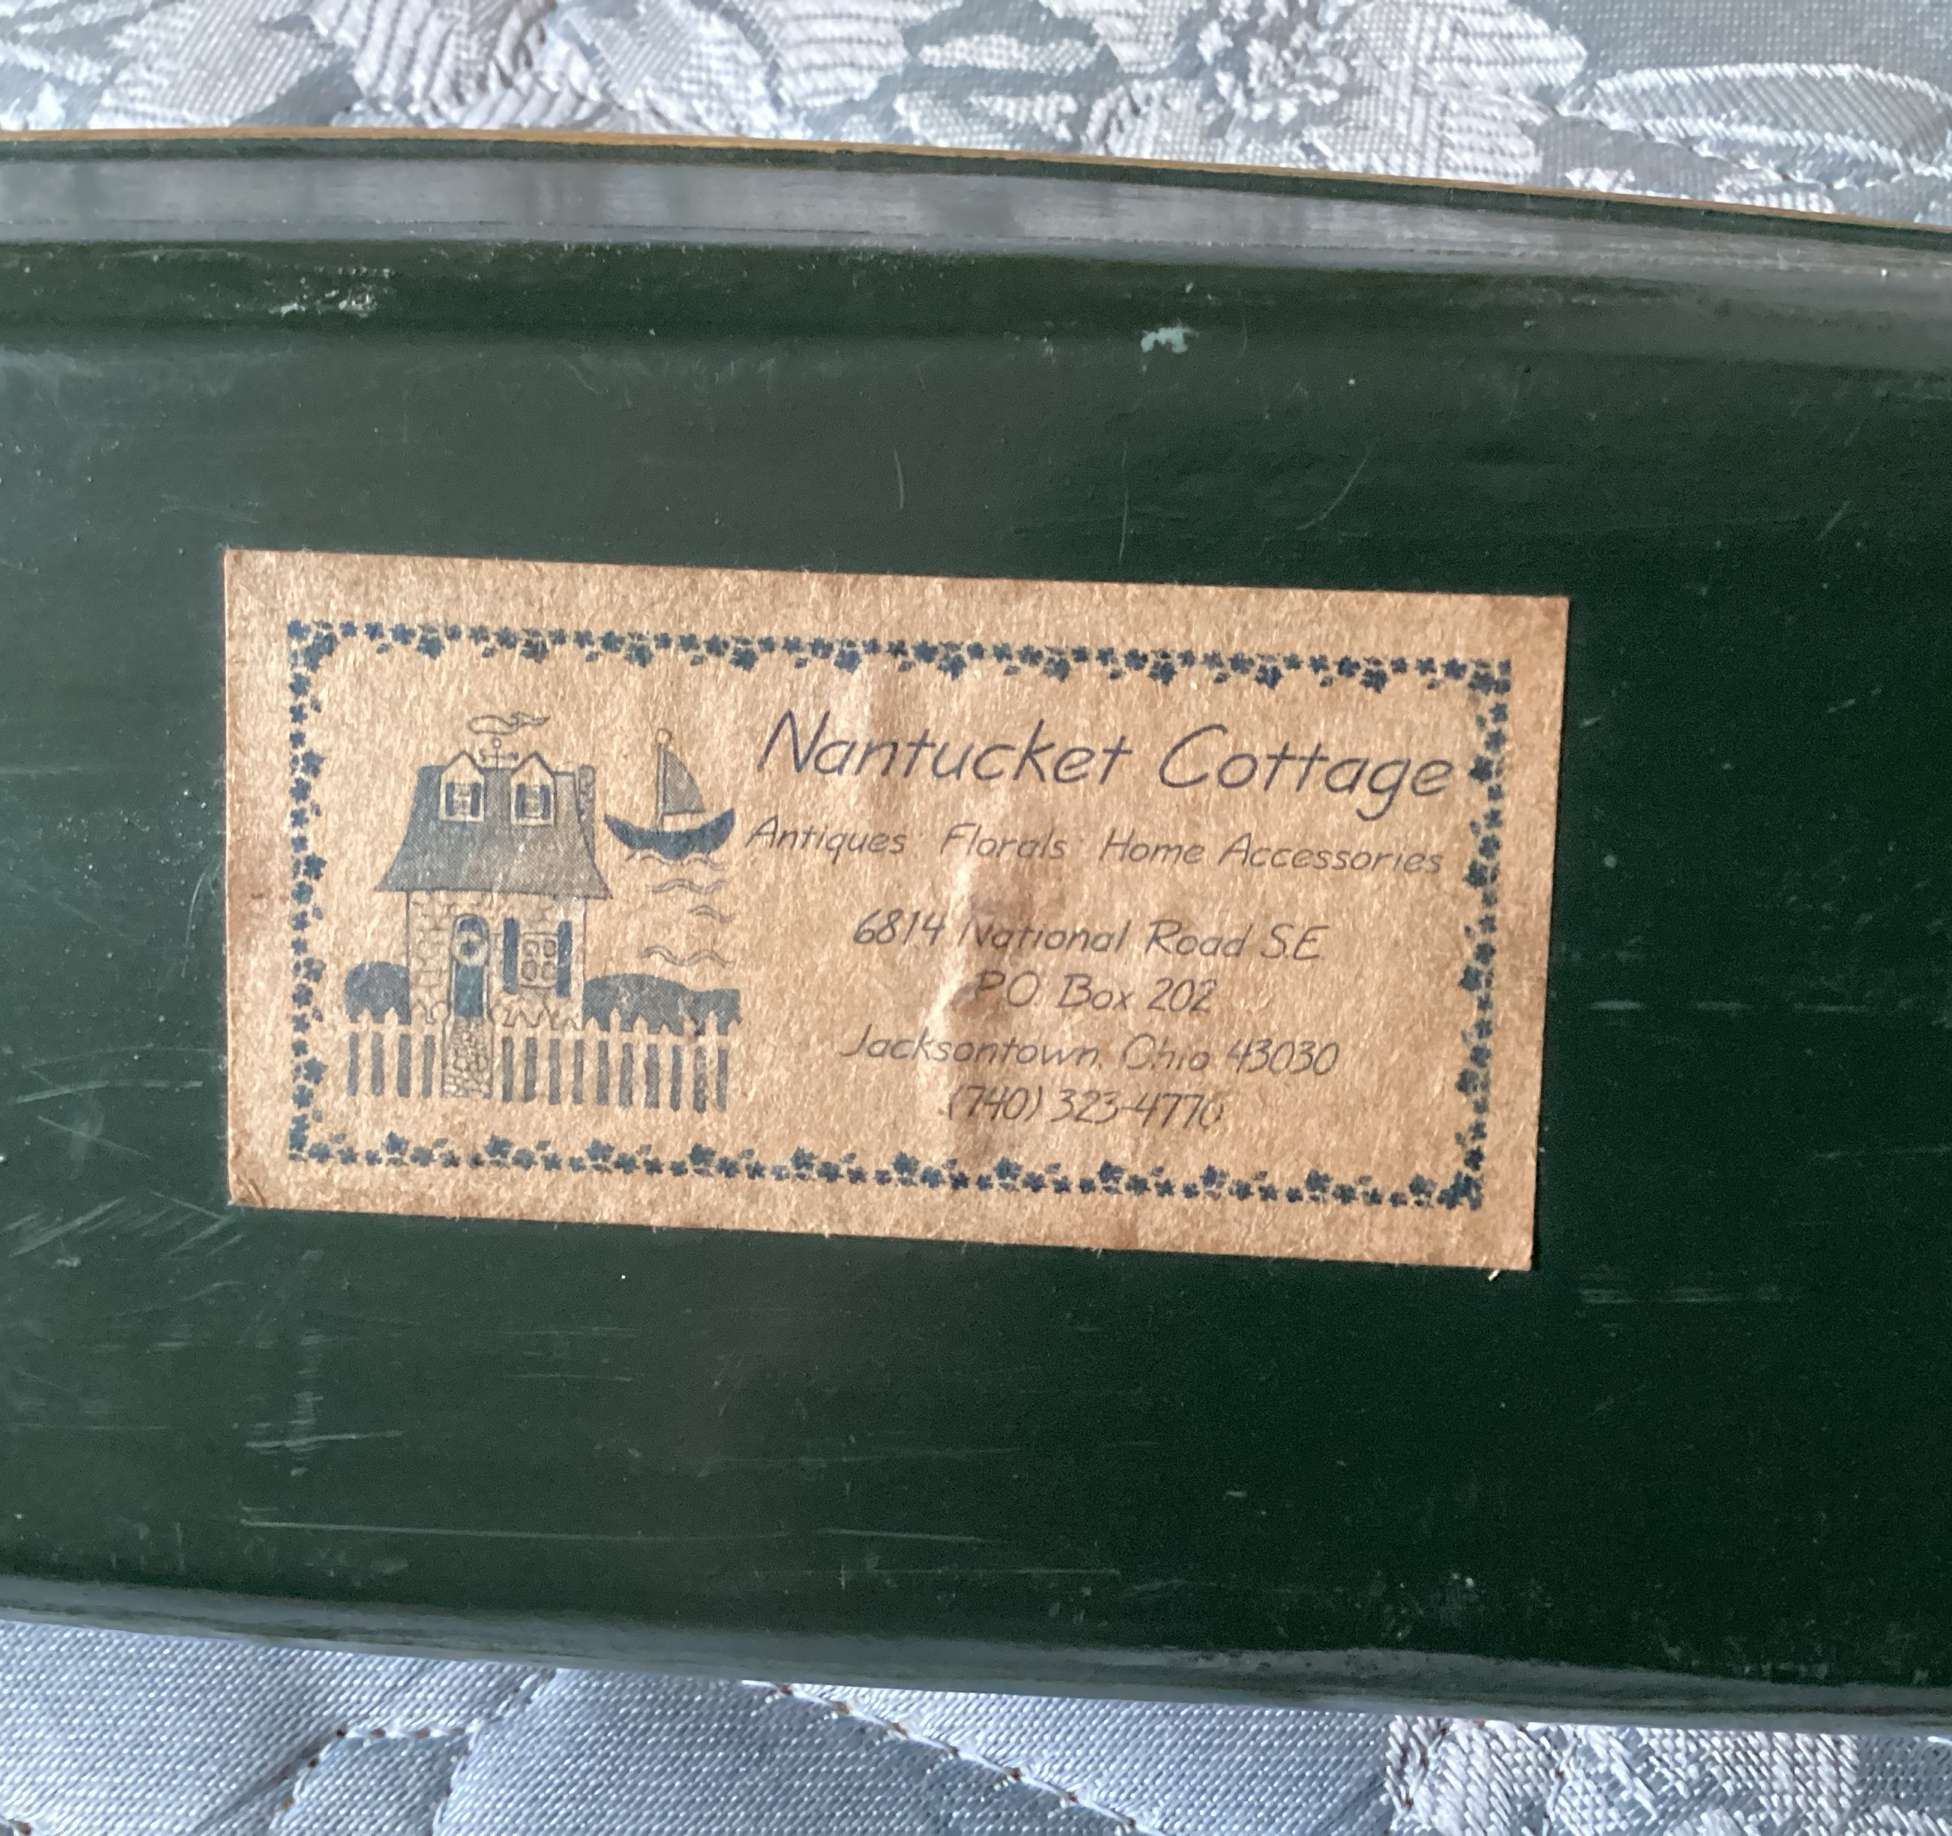 Nantucket Cottage
Antiques · Florals · Home Accessories
6814 National Road S.E
P.O. Box 202
Jacksontown, Ohio 43030
(740) 323-4770